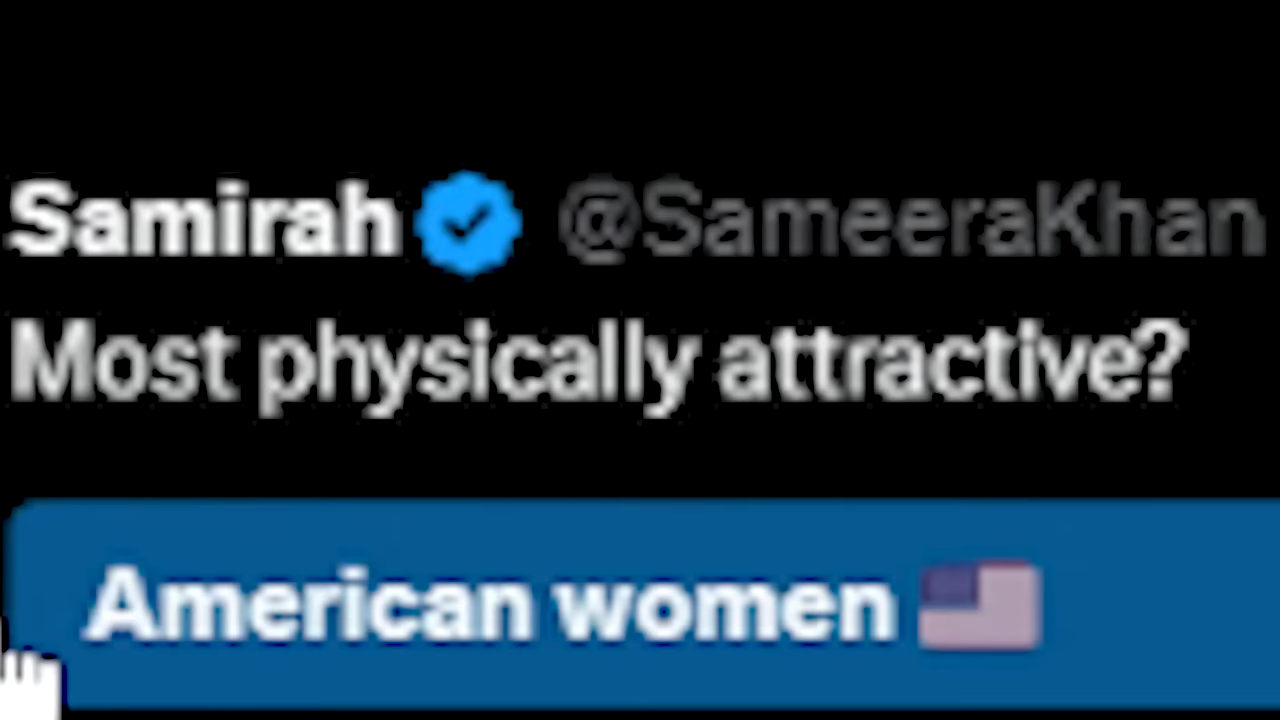 Samirah @SameeraKhan
Most physically attractive?
American women 🇺🇸